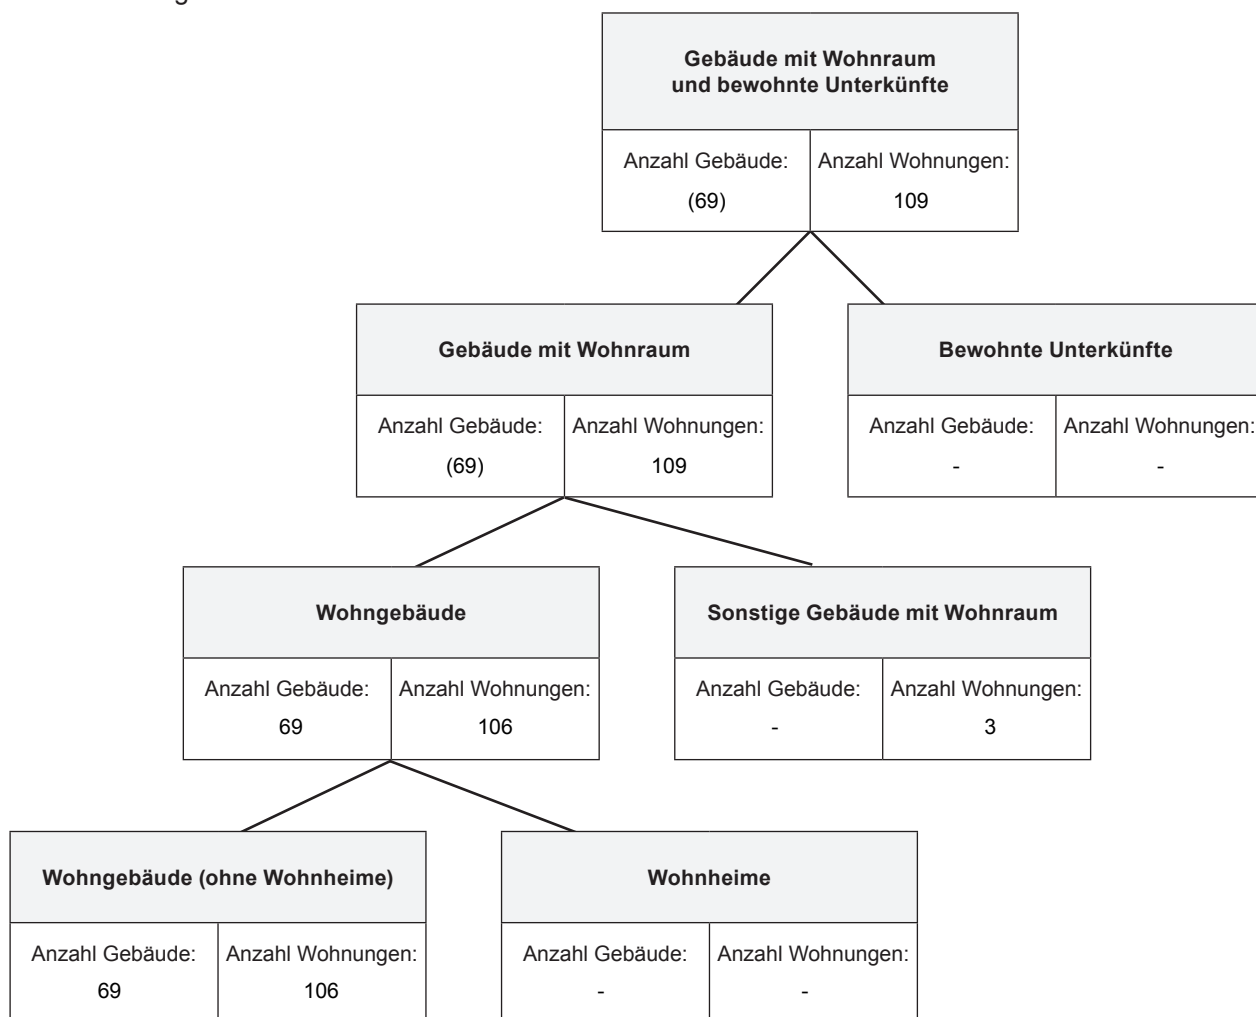 Gebäude mit Wohnraum
und bewohnte Unterkünfte
Anzahl Gebäude: Anzahl Wohnungen:
(69) 109
Gebäude mit Wohnraum Bewohnte Unterkünfte
Anzahl Gebäude: Anzahl Wohnungen: Anzahl Gebäude: Anzahl Wohnungen:
(69) 109 - -
Wohngebäude Sonstige Gebäude mit Wohnraum
Anzahl Gebäude: Anzahl Wohnungen: Anzahl Gebäude: Anzahl Wohnungen:
69 106 - 3
Wohngebäude (ohne Wohnheime) Wohnheime
Anzahl Gebäude: Anzahl Wohnungen: Anzahl Gebäude: Anzahl Wohnungen:
69 106 - -